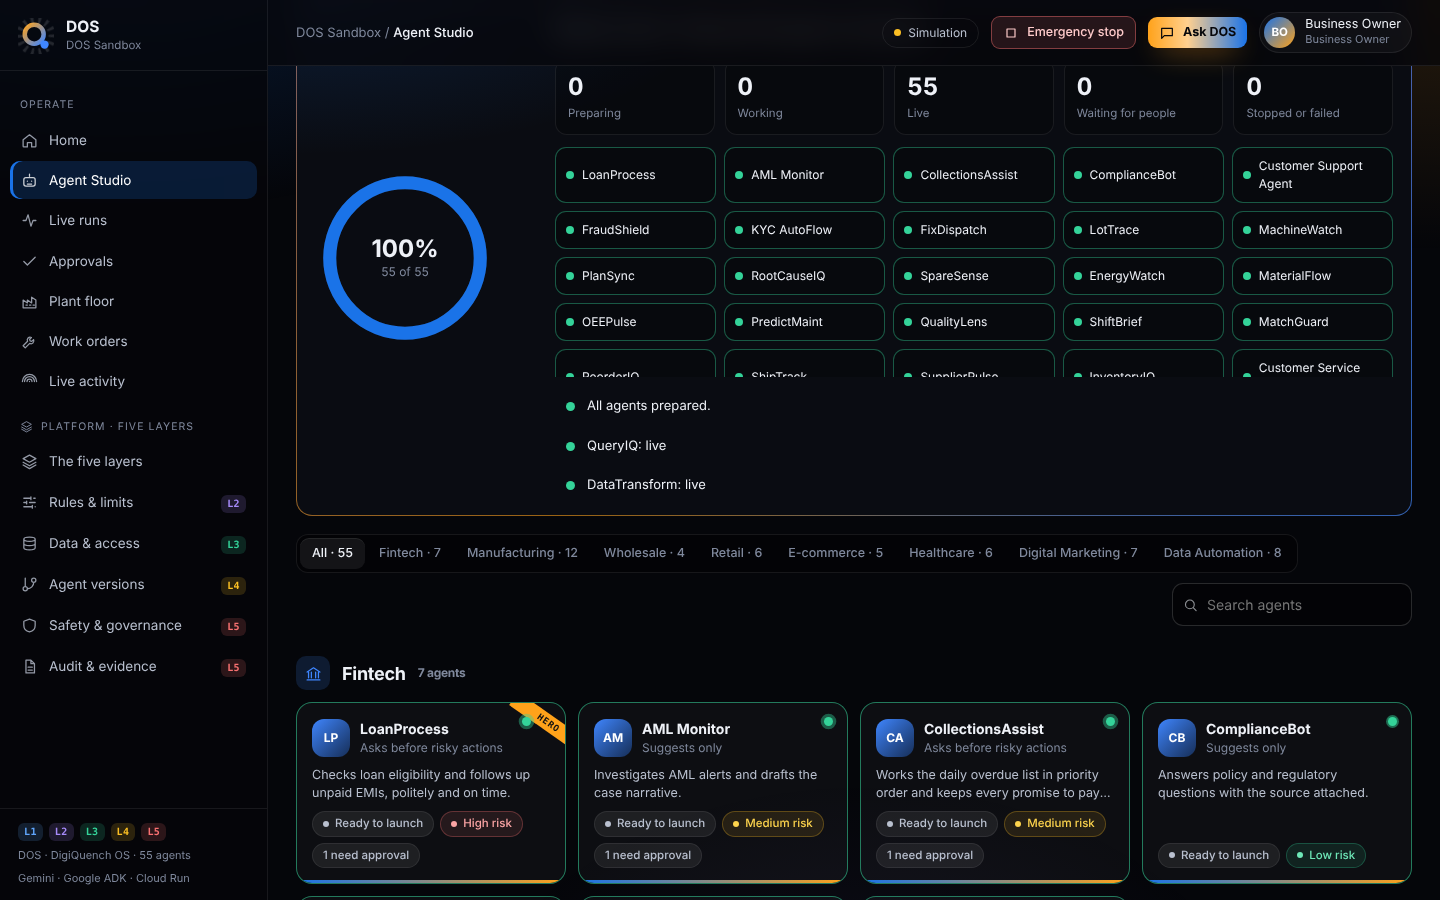 DOS
DOS Sandbox
OPERATE
Home
Agent Studio
Live runs
Approvals
Plant floor
Work orders
Live activity
PLATFORM · FIVE LAYERS
The five layers
Rules & limits L2
Data & access L3
Agent versions L4
Safety & governance L5
Audit & evidence L5
L1 L2 L3 L4 L5
DOS · DigiQuench OS · 55 agents
Gemini · Google ADK · Cloud Run
DOS Sandbox / Agent Studio
Simulation
Emergency stop
Ask DOS
BO
Business Owner
Business Owner
0 0 55 0 0
Preparing Working Live Waiting for people Stopped or failed
100%
55 of 55
LoanProcess AML Monitor CollectionsAssist ComplianceBot Customer Support Agent
FraudShield KYC AutoFlow FixDispatch LotTrace MachineWatch
PlanSync RootCauseIQ SpareSense EnergyWatch MaterialFlow
OEEPulse PredictMaint QualityLens ShiftBrief MatchGuard
ReorderIQ ShipTrack SupplierPulse InventoryIQ Customer Service
All agents prepared.
QueryIQ: live
DataTransform: live
All · 55 Fintech · 7 Manufacturing · 12 Wholesale · 4 Retail · 6 E-commerce · 5 Healthcare · 6 Digital Marketing · 7 Data Automation · 8
Search agents
Fintech 7 agents
HERO
LP
LoanProcess
Asks before risky actions
Checks loan eligibility and follows up
unpaid EMIs, politely and on time.
Ready to launch High risk
1 need approval
AM
AML Monitor
Suggests only
Investigates AML alerts and drafts the
case narrative.
Ready to launch Medium risk
1 need approval
CA
CollectionsAssist
Asks before risky actions
Works the daily overdue list in priority
order and keeps every promise to pay...
Ready to launch Medium risk
1 need approval
CB
ComplianceBot
Suggests only
Answers policy and regulatory
questions with the source attached.
Ready to launch Low risk